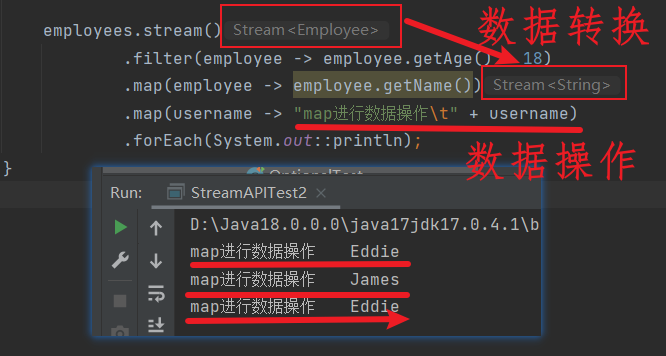 employees.stream() Stream<Employee> 数据转换
.filter(employee -> employee.getAge() 18)
.map(employee -> employee.getName()) Stream<String>
.map(username -> "map进行数据操作\t" + username)
.forEach(System.out::println); 数据操作
}
Run: StreamAPITest2 ×
D:\Java18.0.0.0\java17jdk17.0.4.1\b
map进行数据操作 Eddie
map进行数据操作 James
map进行数据操作 Eddie